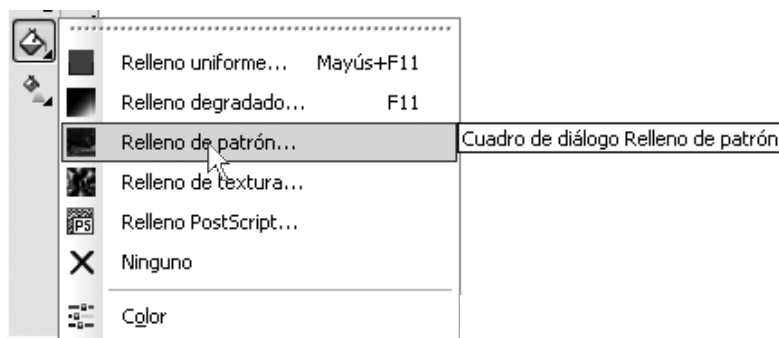 Relleno uniforme... Mayús+F11
Relleno degradado... F11
Relleno de patrón...
Cuadro de diálogo Relleno de patrón
Relleno de textura...
PS Relleno PostScript...
Ninguno
Color